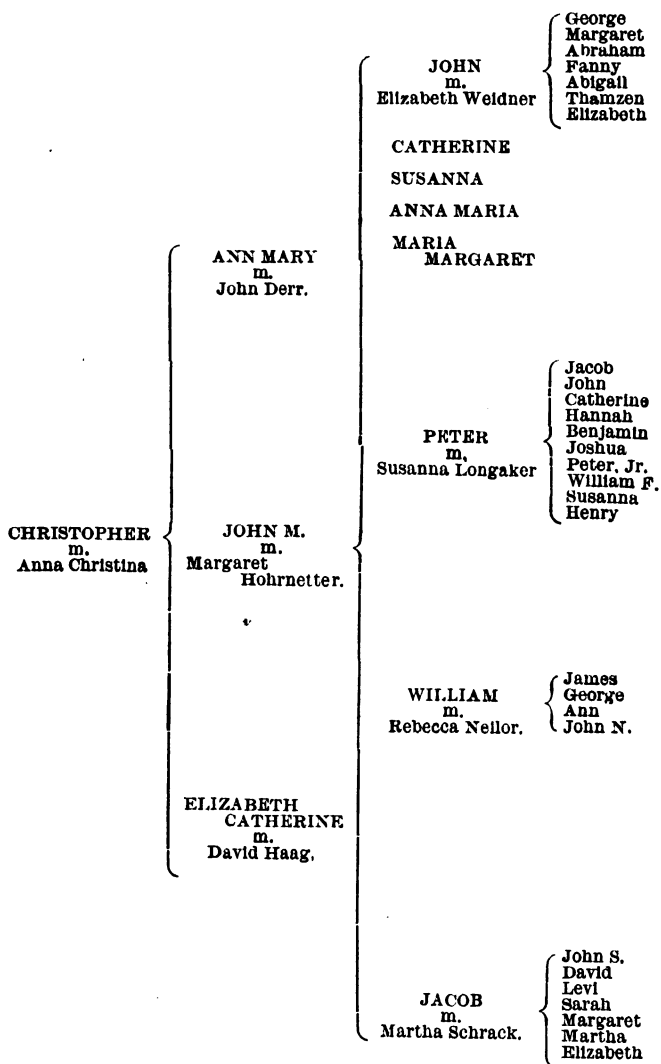 CHRISTOPHER
m.
Anna Christina
ANN MARY
m.
John Derr.
JOHN M.
m.
Margaret
Hohrnetter.
ELIZABETH
CATHERINE
m.
David Haag.
JOHN
m.
Elizabeth Weidner
George
Margaret
Abraham
Fanny
Abigail
Thamzen
Elizabeth
CATHERINE
SUSANNA
ANNA MARIA
MARIA
MARGARET
PETER
m.
Susanna Longaker
Jacob
John
Catherine
Hannah
Benjamin
Joshua
Peter, Jr.
William F.
Susanna
Henry
WILLIAM
m.
Rebecca Neilor.
James
George
Ann
John N.
JACOB
m.
Martha Schrack.
John S.
David
Levi
Sarah
Margaret
Martha
Elizabeth